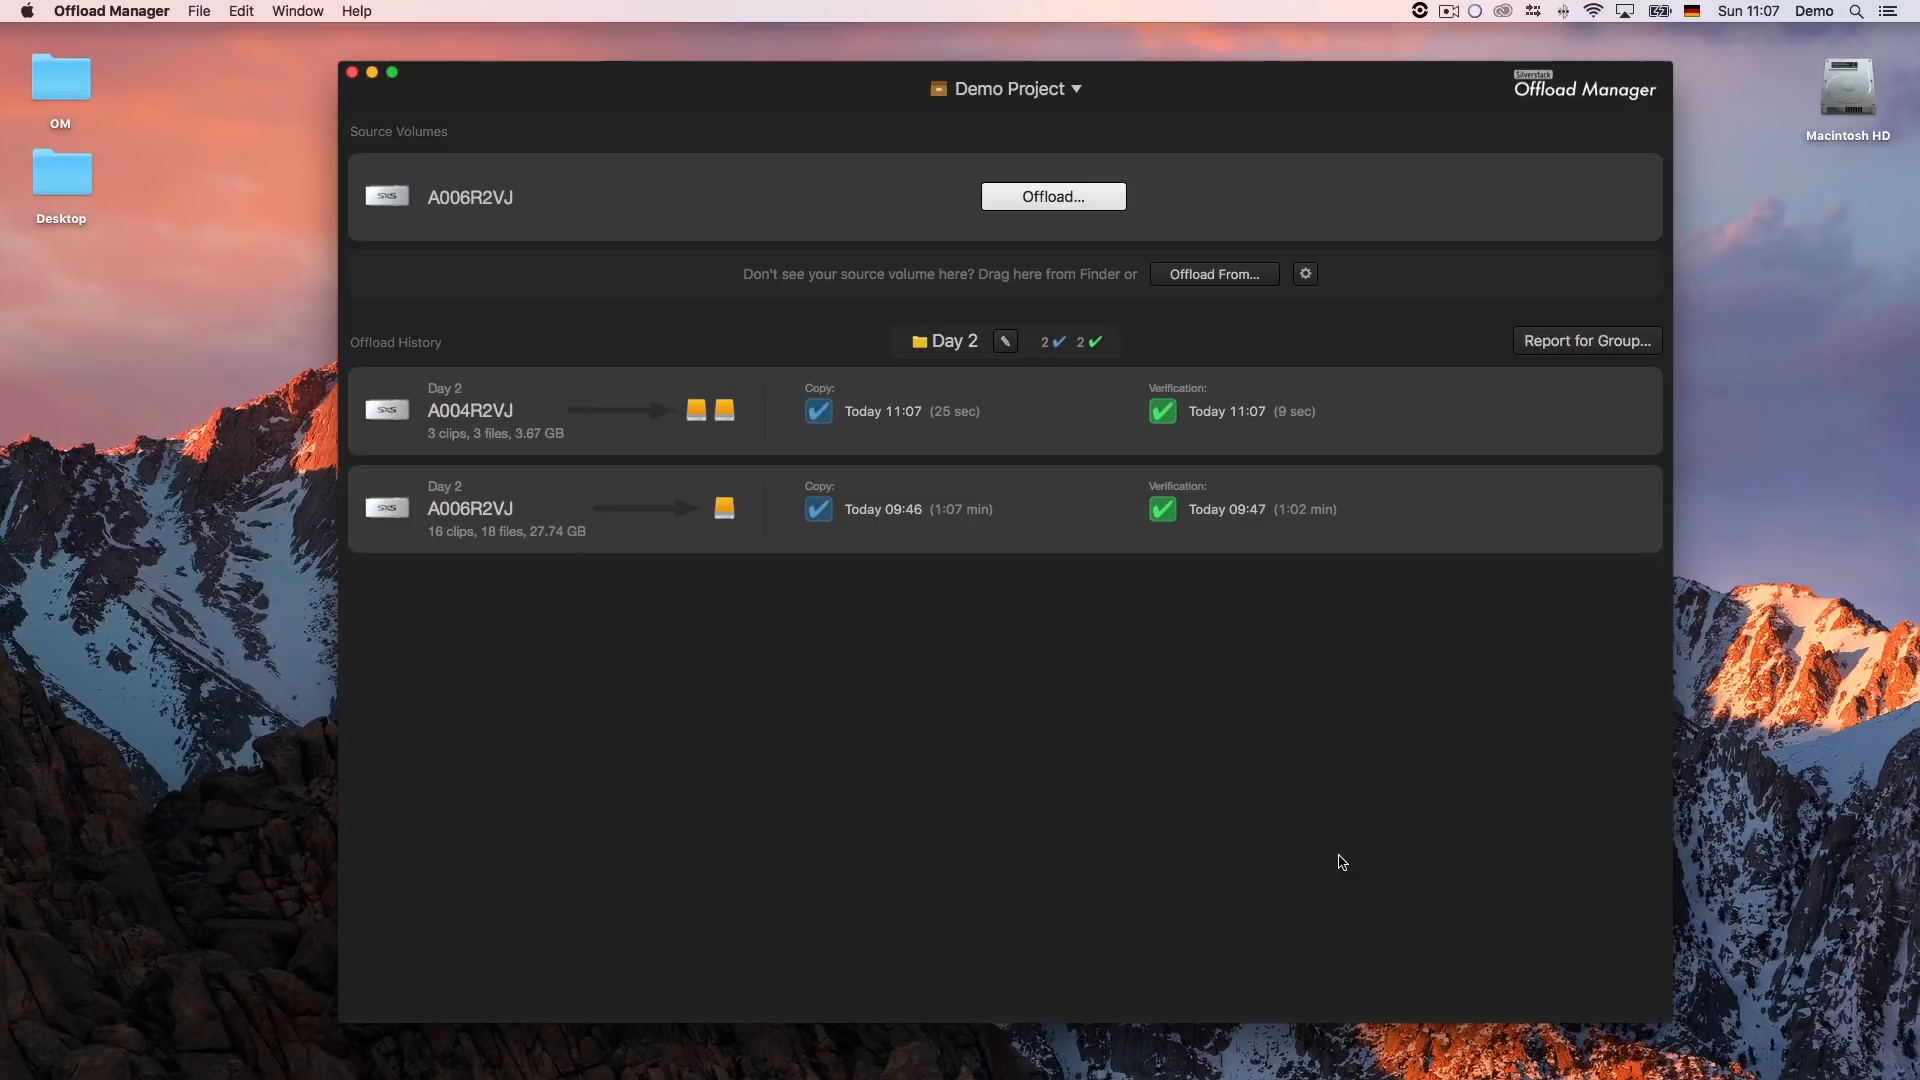 Offload Manager File Edit Window Help Sun 11:07 Demo
OM
Desktop
Macintosh HD
Demo Project ▼
Silverstack
Offload Manager
Source Volumes
SXS A006R2VJ Offload...
Don't see your source volume here? Drag here from Finder or Offload From...
Offload History Day 2 2 ✔ 2 ✔ Report for Group...
Day 2 Copy: Verification:
SXS A004R2VJ Today 11:07 (25 sec) Today 11:07 (9 sec)
3 clips, 3 files, 3.67 GB
Day 2 Copy: Verification:
SXS A006R2VJ Today 09:46 (1:07 min) Today 09:47 (1:02 min)
16 clips, 18 files, 27.74 GB